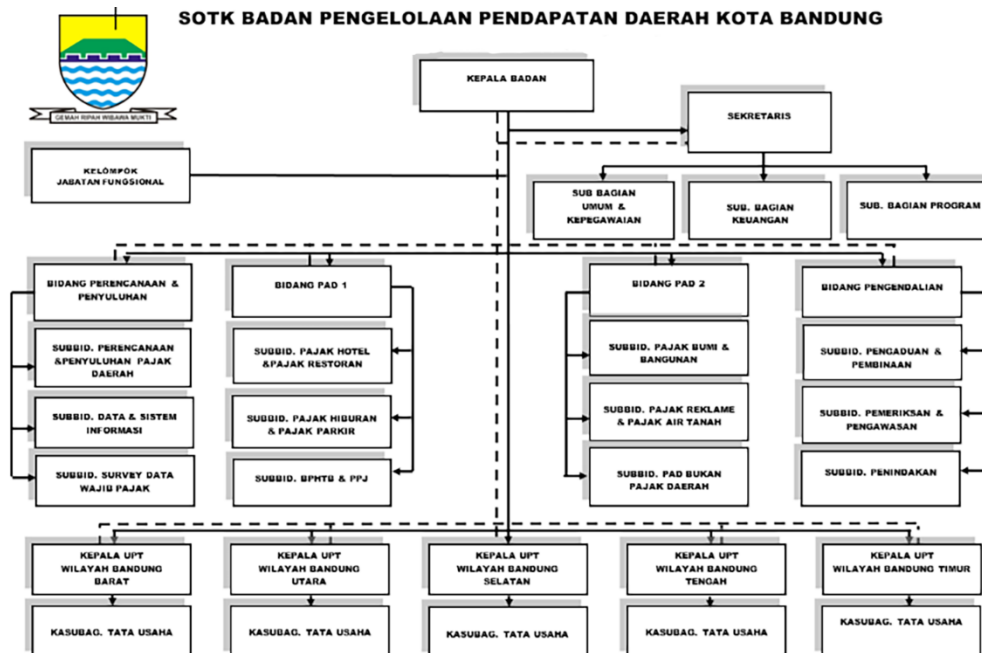 SOTK BADAN PENGELOLAAN PENDAPATAN DAERAH KOTA BANDUNG
GEMAH RIPAH WIBAWA MUKTI
KEPALA BADAN
SEKRETARIS
KELOMPOK
JABATAN FUNGSIONAL
SUB BAGIAN
UMUM &
KEPEGAWAIAN
SUB. BAGIAN
KEUANGAN
SUB. BAGIAN PROGRAM
BIDANG PERENCANAAN &
PENYULUHAN
BIDANG PAD 1
BIDANG PAD 2
BIDANG PENGENDALIAN
SUBBID. PERENCANAAN
&PENYULUHAN PAJAK
DAERAH
SUBBID. PAJAK HOTEL
&PAJAK RESTORAN
SUBBID. PAJAK BUMI &
BANGUNAN
SUBBID. PENGADUAN &
PEMBINAAN
SUBBID. DATA & SISTEM
INFORMASI
SUBBID. PAJAK HIBURAN
& PAJAK PARKIR
SUBBID. PAJAK REKLAME
& PAJAK AIR TANAH
SUBBID. PEMERIKSAN &
PENGAWASAN
SUBBID. SURVEY DATA
WAJIB PAJAK
SUBBID. BPHTB & PPJ
SUBBID. PAD BUKAN
PAJAK DAERAH
SUBBID. PENINDAKAN
KEPALA UPT
WILAYAH BANDUNG
BARAT
KEPALA UPT
WILAYAH BANDUNG
UTARA
KEPALA UPT
WILAYAH BANDUNG
SELATAN
KEPALA UPT
WILAYAH BANDUNG
TENGAH
KEPALA UPT
WILAYAH BANDUNG TIMUR
KASUBAG. TATA USAHA
KASUBAG. TATA USAHA
KASUBAG. TATA USAHA
KASUBAG. TATA USAHA
KASUBAG. TATA USAHA